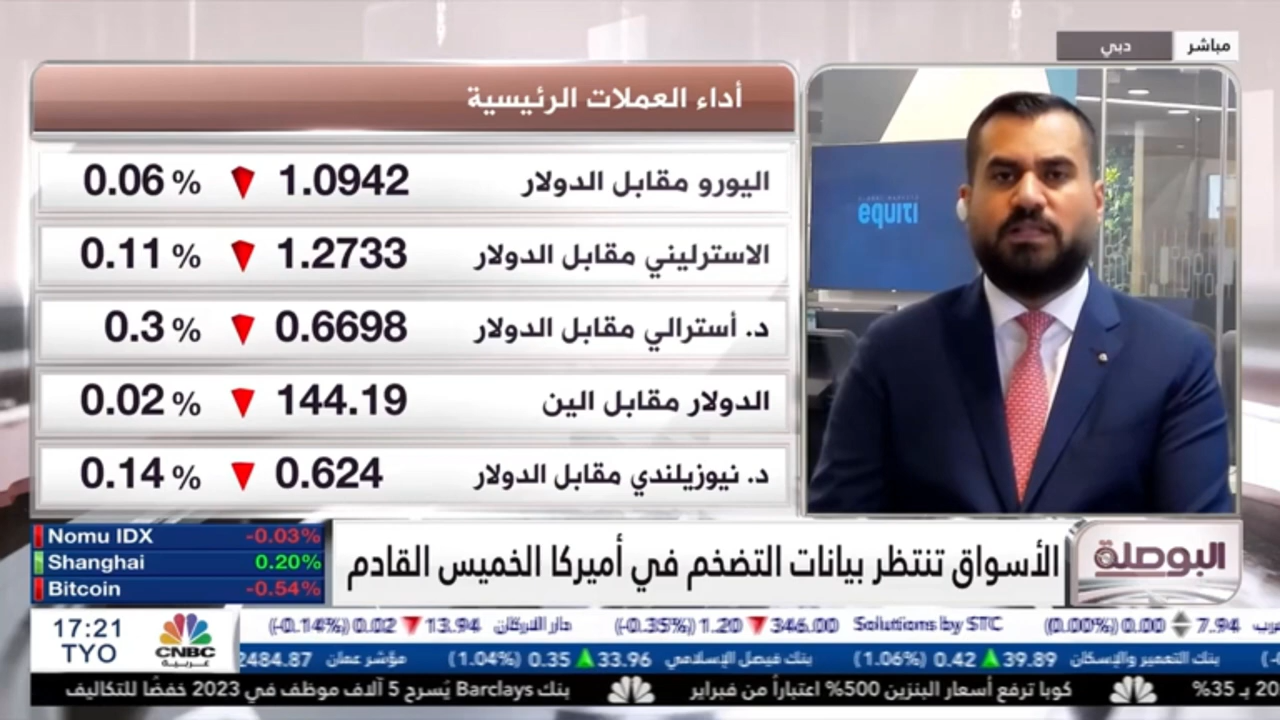 مباشر دبي
أداء العملات الرئيسية
اليورو مقابل الدولار 1.0942 ▼ 0.06 %
الاسترليني مقابل الدولار 1.2733 ▼ 0.11 %
د. أسترالي مقابل الدولار 0.6698 ▼ 0.3 %
الدولار مقابل الين 144.19 ▼ 0.02 %
د. نيوزيلندي مقابل الدولار 0.624 ▼ 0.14 %
equiti
البوصلة
الأسواق تنتظر بيانات التضخم في أميركا الخميس القادم
Nomu IDX -0.03%
Shanghai 0.20%
Bitcoin -0.54%
17:21
TYO
CNBC
عربية
7.94 0.00 (0.00%) Solutions by STC 346.00 ▼ 1.20 (-0.35%) دار الاركان 13.94 ▼ 0.02 (-0.14%)
بنك التعمير والإسكان 39.89 ▲ 0.42 (1.06%) بنك فيصل الإسلامي 33.96 ▲ 0.35 (1.04%) مؤشر عمان 2484.87
20 بـ 35% كوبا ترفع أسعار البنزين 500% اعتباراً من فبراير بنك Barclays يُسرح 5 آلاف موظف في 2023 خفضًا للتكاليف